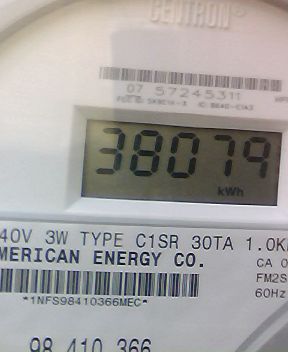 CENTRON®
07 57245311
38079
kWh
40V 3W TYPE C1SR 30TA 1.0K
MERICAN ENERGY CO.
CA 0
FM2S
60Hz
*1NFS98410366MEC*
98 410 366